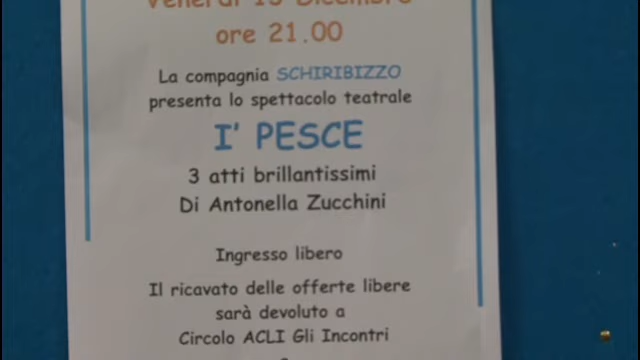 ore 21.00
La compagnia SCHIRIBIZZO
presenta lo spettacolo teatrale
I' PESCE
3 atti brillantissimi
Di Antonella Zucchini
Ingresso libero
Il ricavato delle offerte libere
sarà devoluto a
Circolo ACLI Gli Incontri